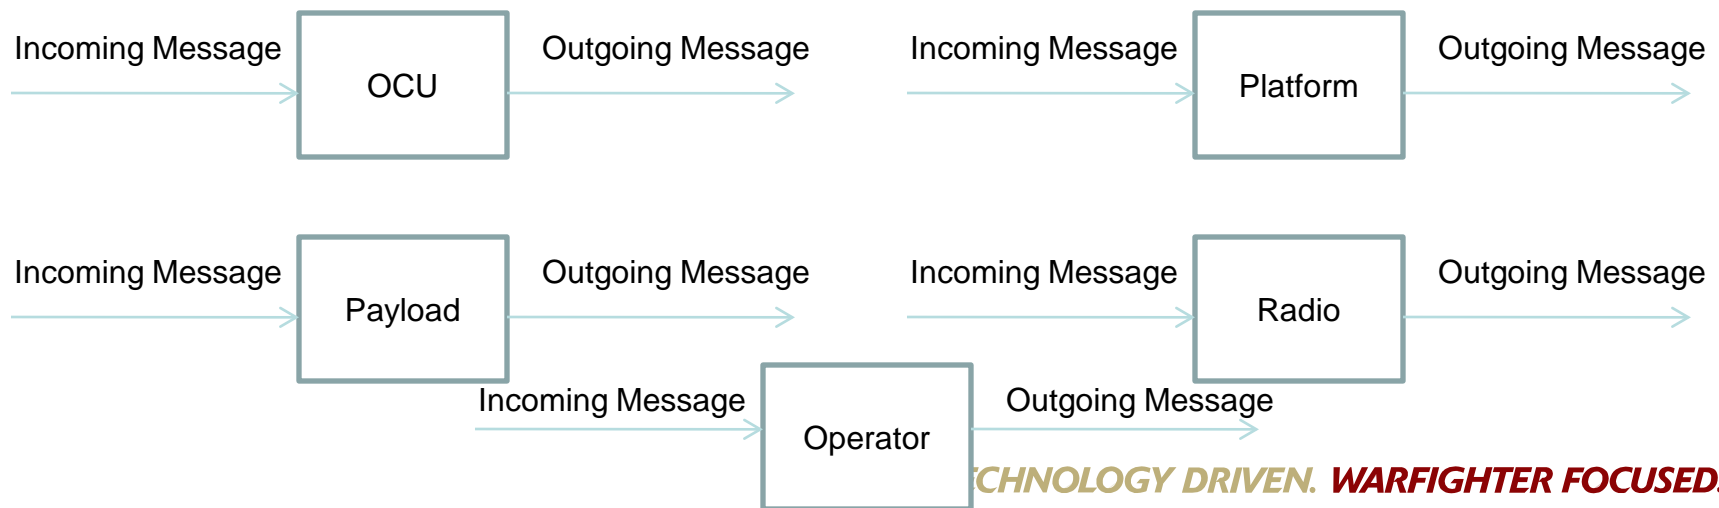 Incoming Message
OCU
Outgoing Message
Incoming Message
Platform
Outgoing Message
Incoming Message
Payload
Outgoing Message
Incoming Message
Radio
Outgoing Message
Incoming Message
Operator
Outgoing Message
ECHNOLOGY DRIVEN. WARFIGHTER FOCUSED.